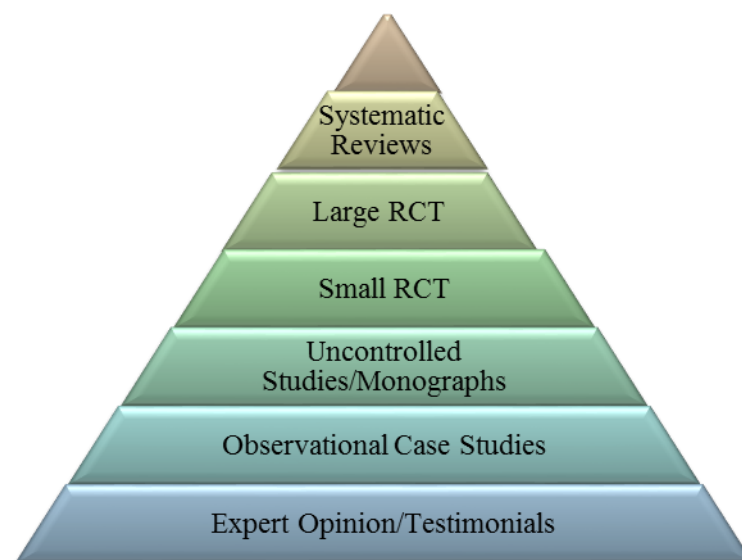 Systematic
Reviews
Large RCT
Small RCT
Uncontrolled
Studies/Monographs
Observational Case Studies
Expert Opinion/Testimonials